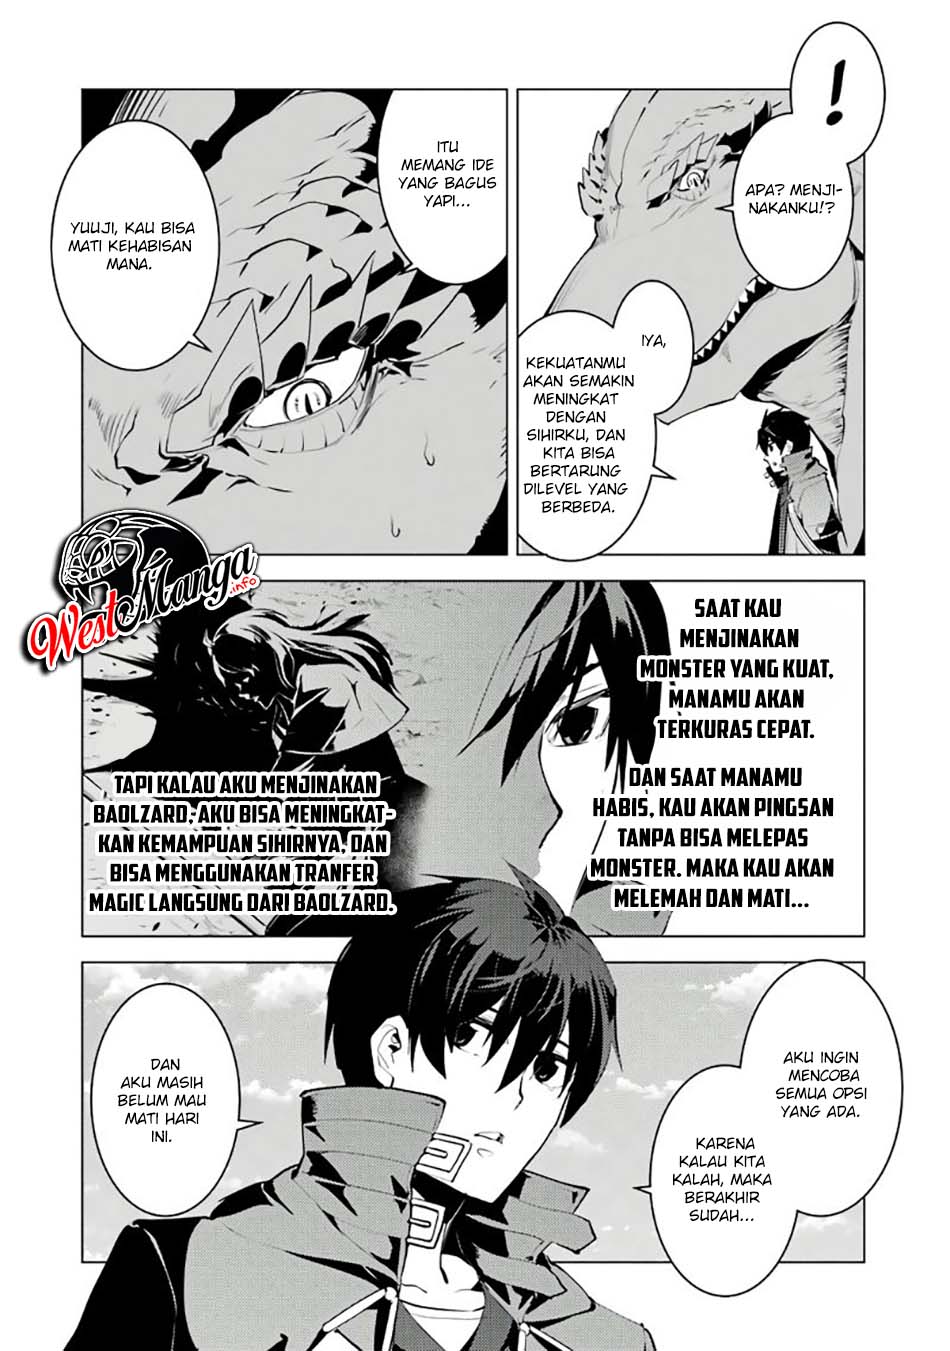 !
APA? MENJI-
NAKANKU!?
IYA,
KEKUATANMU
AKAN SEMAKIN
MENINGKAT
DENGAN
SIHIRKU, DAN
KITA BISA
BERTARUNG
DILEVEL YANG
BERBEDA.
ITU
MEMANG IDE
YANG BAGUS
YAPI...
YUUJI, KAU BISA
MATI KEHABISAN
MANA.
WestManga
.info
SAAT KAU
MENJINAKAN
MONSTER YANG KUAT,
MANAMU AKAN
TERKURAS CEPAT.
DAN SAAT MANAMU
HABIS, KAU AKAN PINGSAN
TANPA BISA MELEPAS
MONSTER. MAKA KAU AKAN
MELEMAH DAN MATI...
TAPI KALAU AKU MENJINAKAN
BAOLZARD, AKU BISA MENINGKAT-
KAN KEMAMPUAN SIHIRNYA, DAN
BISA MENGGUNAKAN TRANFER
MAGIC LANGSUNG DARI BAOLZARD.
AKU INGIN
MENCOBA
SEMUA OPSI
YANG ADA.
KARENA
KALAU KITA
KALAH, MAKA
BERAKHIR
SUDAH...
DAN
AKU MASIH
BELUM MAU
MATI HARI
INI.